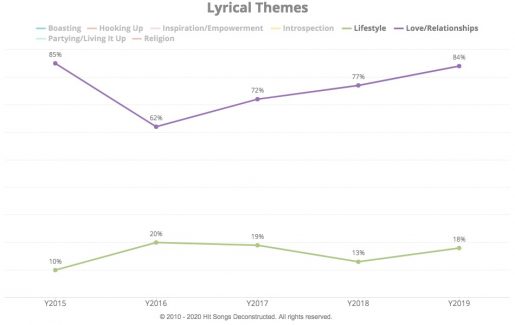 Lyrical Themes
Boasting Hooking Up Inspiration/Empowerment Introspection Lifestyle Love/Relationships
Partying/Living It Up Religion
85%
84%
77%
72%
62%
20%
19%
18%
13%
10%
Y2015 Y2016 Y2017 Y2018 Y2019
© 2010 - 2020 Hit Songs Deconstructed. All rights reserved.